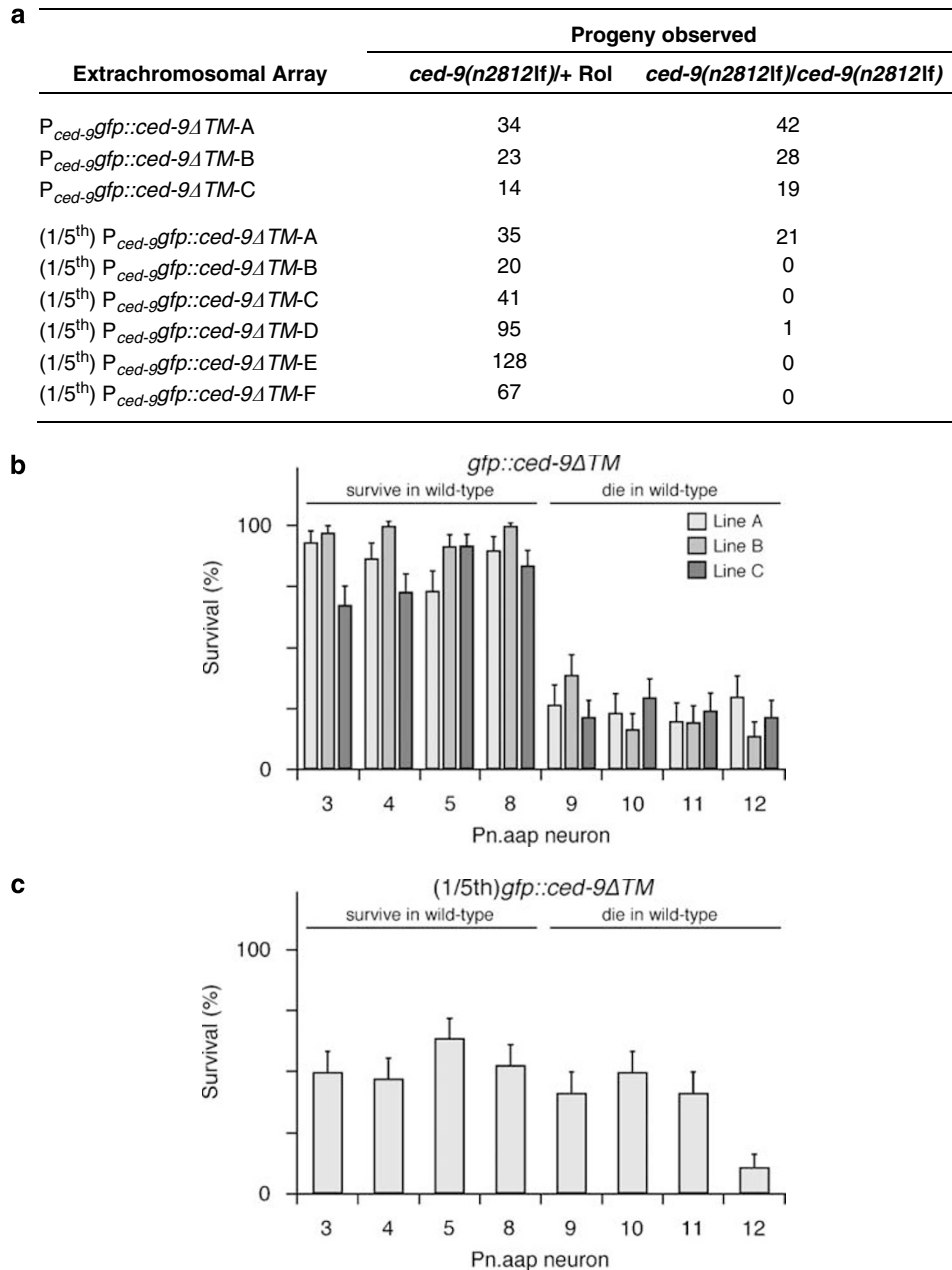 a
Progeny observed
Extrachromosomal Array ced-9(n2812lf)/+ Rol ced-9(n2812lf)/ced-9(n2812lf)
Pced-9gfp::ced-9ΔTM-A 34 42
Pced-9gfp::ced-9ΔTM-B 23 28
Pced-9gfp::ced-9ΔTM-C 14 19
(1/5th) Pced-9gfp::ced-9ΔTM-A 35 21
(1/5th) Pced-9gfp::ced-9ΔTM-B 20 0
(1/5th) Pced-9gfp::ced-9ΔTM-C 41 0
(1/5th) Pced-9gfp::ced-9ΔTM-D 95 1
(1/5th) Pced-9gfp::ced-9ΔTM-E 128 0
(1/5th) Pced-9gfp::ced-9ΔTM-F 67 0
b
gfp::ced-9ΔTM
survive in wild-type die in wild-type
Line A
Line B
Line C
100
Survival (%)
0
3 4 5 8 9 10 11 12
Pn.aap neuron
c
(1/5th)gfp::ced-9ΔTM
survive in wild-type die in wild-type
100
Survival (%)
0
3 4 5 8 9 10 11 12
Pn.aap neuron